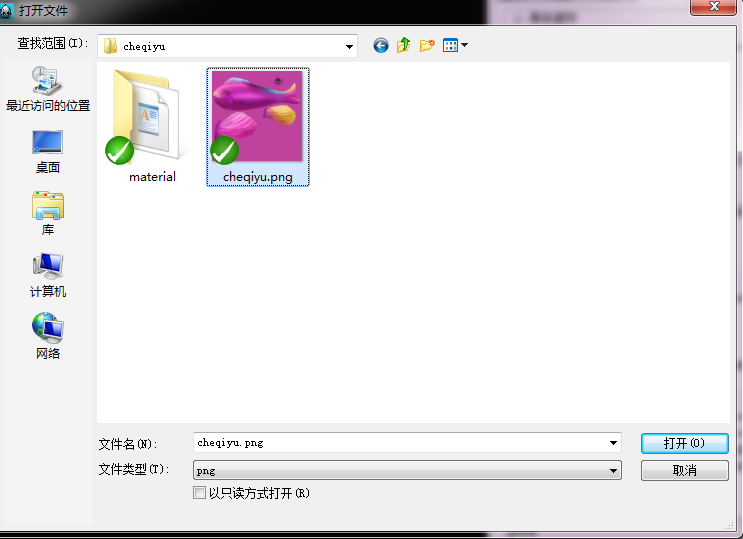 打开文件
查找范围(I):
cheqiyu
最近访问的位置
桌面
库
计算机
网络
material
cheqiyu.png
文件名(N):
cheqiyu.png
打开(O)
文件类型(T):
png
取消
以只读方式打开(R)